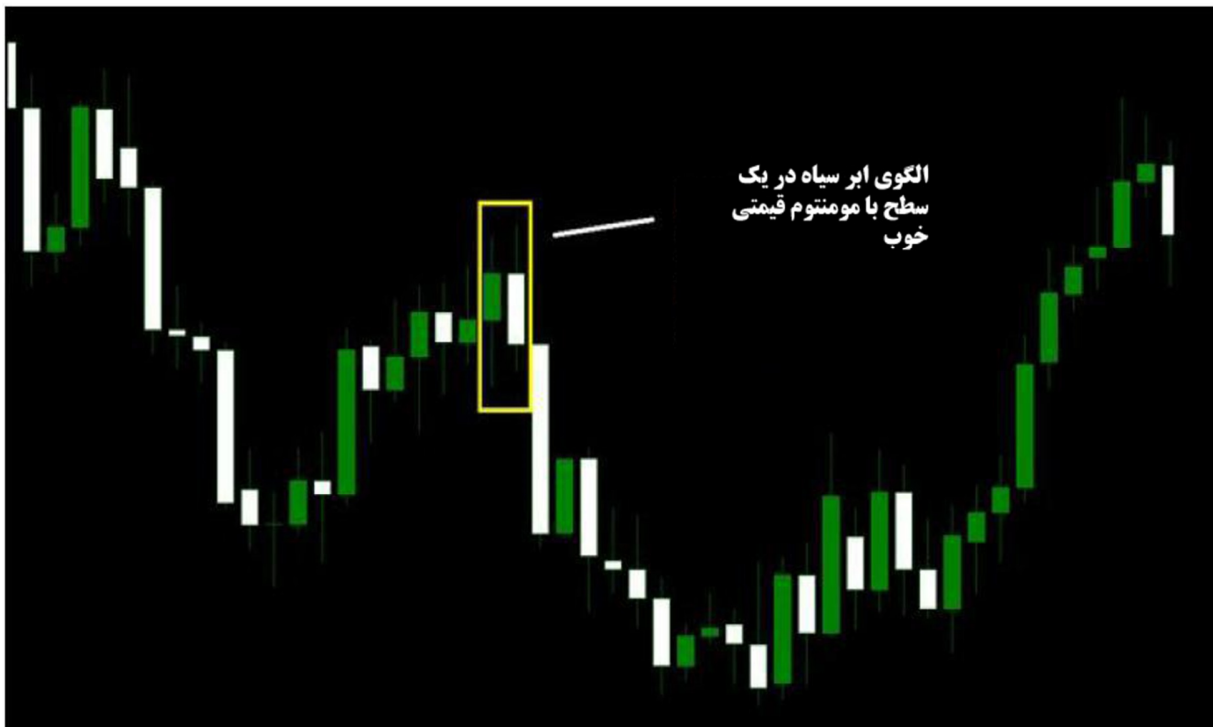 الگوی ابر سیاه در یک
سطح با مومنتوم قیمتی
خوب